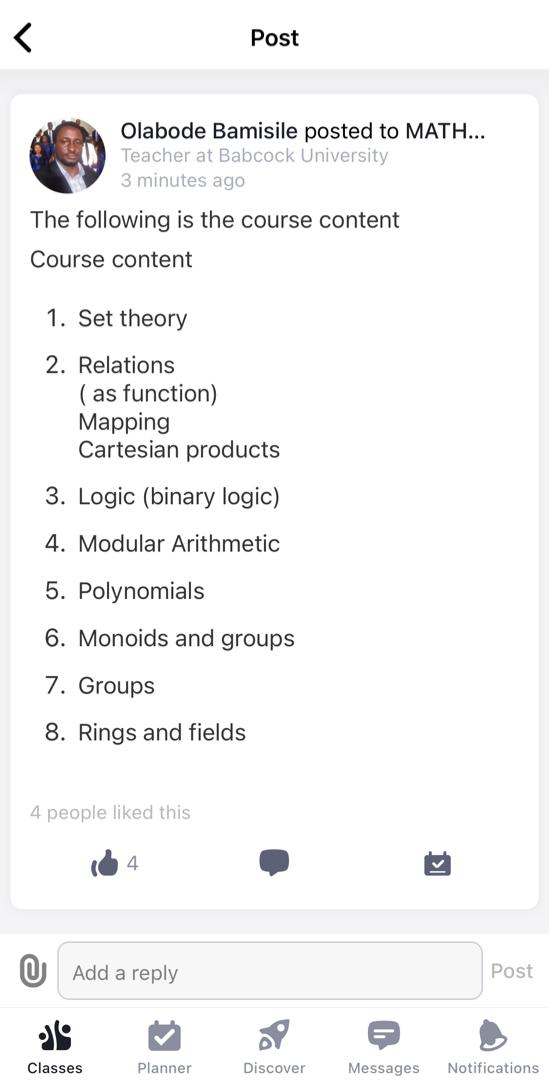 Post
Olabode Bamisile posted to MATH...
Teacher at Babcock University
3 minutes ago
The following is the course content
Course content
1. Set theory
2. Relations
( as function)
Mapping
Cartesian products
3. Logic (binary logic)
4. Modular Arithmetic
5. Polynomials
6. Monoids and groups
7. Groups
8. Rings and fields
4 people liked this
4
Add a reply
Post
Classes
Planner
Discover
Messages
Notifications